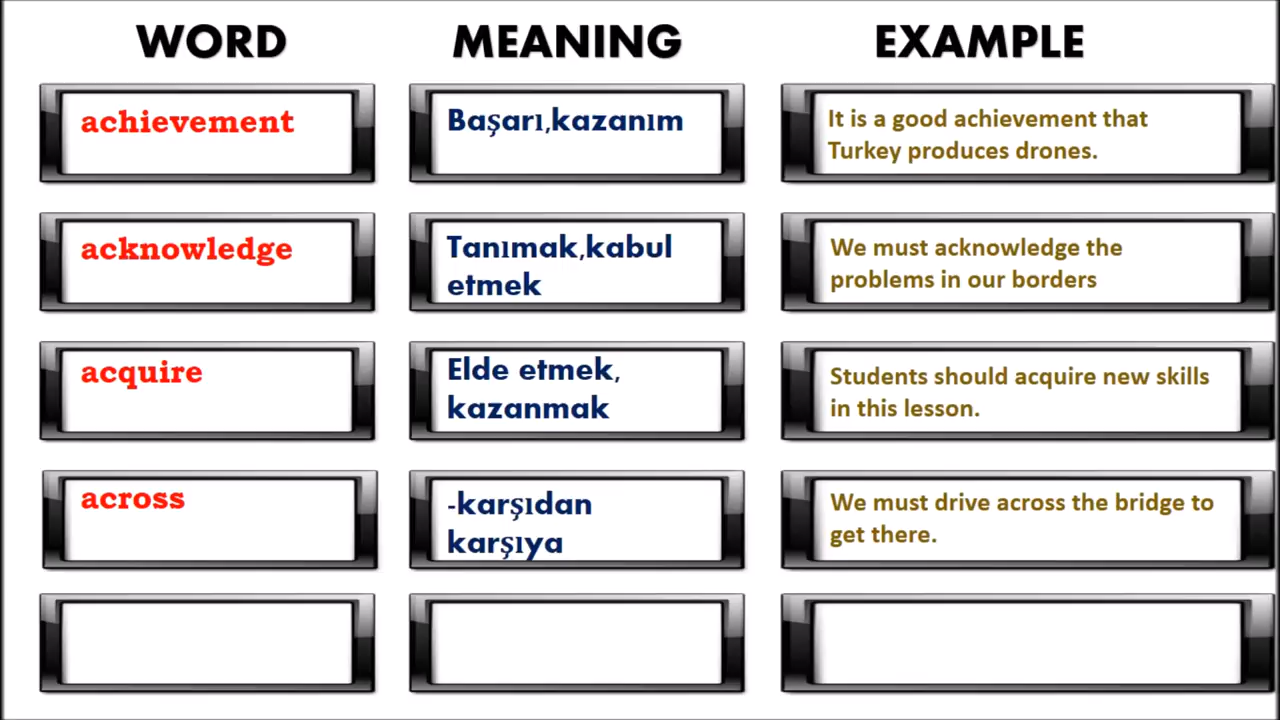 WORD MEANING EXAMPLE
achievement
Başarı,kazanım
It is a good achievement that
Turkey produces drones.
acknowledge
Tanımak,kabul
etmek
We must acknowledge the
problems in our borders
acquire
Elde etmek,
kazanmak
Students should acquire new skills
in this lesson.
across
-karşıdan
karşıya
We must drive across the bridge to
get there.